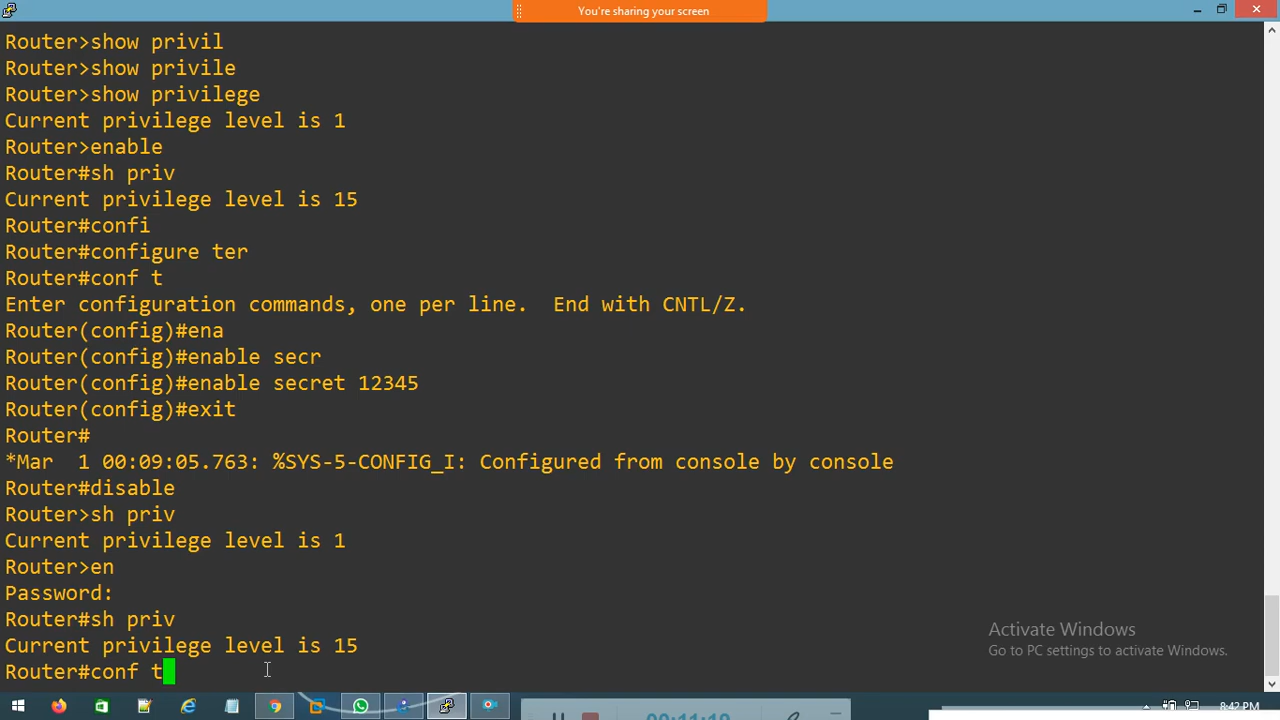 You're sharing your screen
Router>show privil
Router>show privile
Router>show privilege
Current privilege level is 1
Router>enable
Router#sh priv
Current privilege level is 15
Router#confi
Router#configure ter
Router#conf t
Enter configuration commands, one per line.  End with CNTL/Z.
Router(config)#ena
Router(config)#enable secr
Router(config)#enable secret 12345
Router(config)#exit
Router#
*Mar  1 00:09:05.763: %SYS-5-CONFIG_I: Configured from console by console
Router#disable
Router>sh priv
Current privilege level is 1
Router>en
Password:
Router#sh priv
Current privilege level is 15
Router#conf t
Activate Windows
Go to PC settings to activate Windows.
00:11:19
8:42 PM